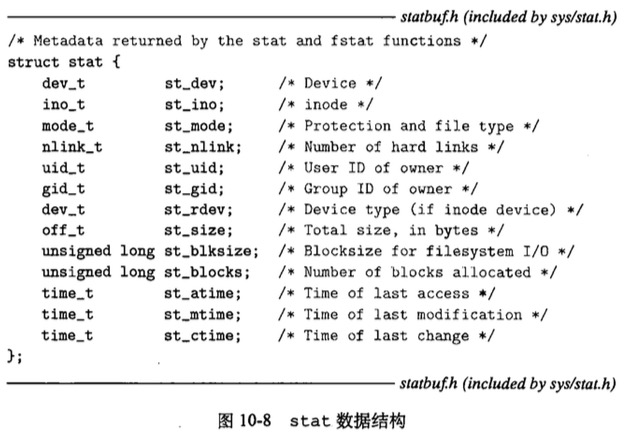 statbuf.h (included by sys/stat.h)
/* Metadata returned by the stat and fstat functions */
struct stat {
    dev_t         st_dev;      /* Device */
    ino_t         st_ino;      /* inode */
    mode_t        st_mode;     /* Protection and file type */
    nlink_t       st_nlink;    /* Number of hard links */
    uid_t         st_uid;      /* User ID of owner */
    gid_t         st_gid;      /* Group ID of owner */
    dev_t         st_rdev;     /* Device type (if inode device) */
    off_t         st_size;     /* Total size, in bytes */
    unsigned long st_blksize;  /* Blocksize for filesystem I/O */
    unsigned long st_blocks;   /* Number of blocks allocated */
    time_t        st_atime;    /* Time of last access */
    time_t        st_mtime;    /* Time of last modification */
    time_t        st_ctime;    /* Time of last change */
};
statbuf.h (included by sys/stat.h)
图 10-8 stat 数据结构